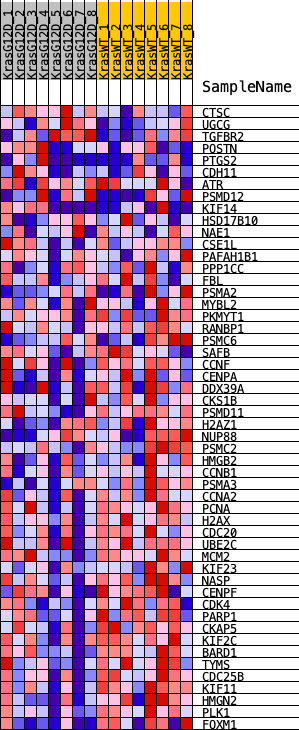 KrasG12D_1
KrasG12D_2
KrasG12D_3
KrasG12D_4
KrasG12D_5
KrasG12D_6
KrasG12D_7
KrasG12D_8
KrasWT_1
KrasWT_2
KrasWT_3
KrasWT_4
KrasWT_5
KrasWT_6
KrasWT_7
KrasWT_8
SampleName
CTSC
UGCG
TGFBR2
POSTN
PTGS2
CDH11
ATR
PSMD12
KIF14
HSD17B10
NAE1
CSE1L
PAFAH1B1
PPP1CC
FBL
PSMA2
MYBL2
PKMYT1
RANBP1
PSMC6
SAFB
CCNF
CENPA
DDX39A
CKS1B
PSMD11
H2AZ1
NUP88
PSMC2
HMGB2
CCNB1
PSMA3
CCNA2
PCNA
H2AX
CDC20
UBE2C
MCM2
KIF23
NASP
CENPF
CDK4
PARP1
CKAP5
KIF2C
BARD1
TYMS
CDC25B
KIF11
HMGN2
PLK1
FOXM1